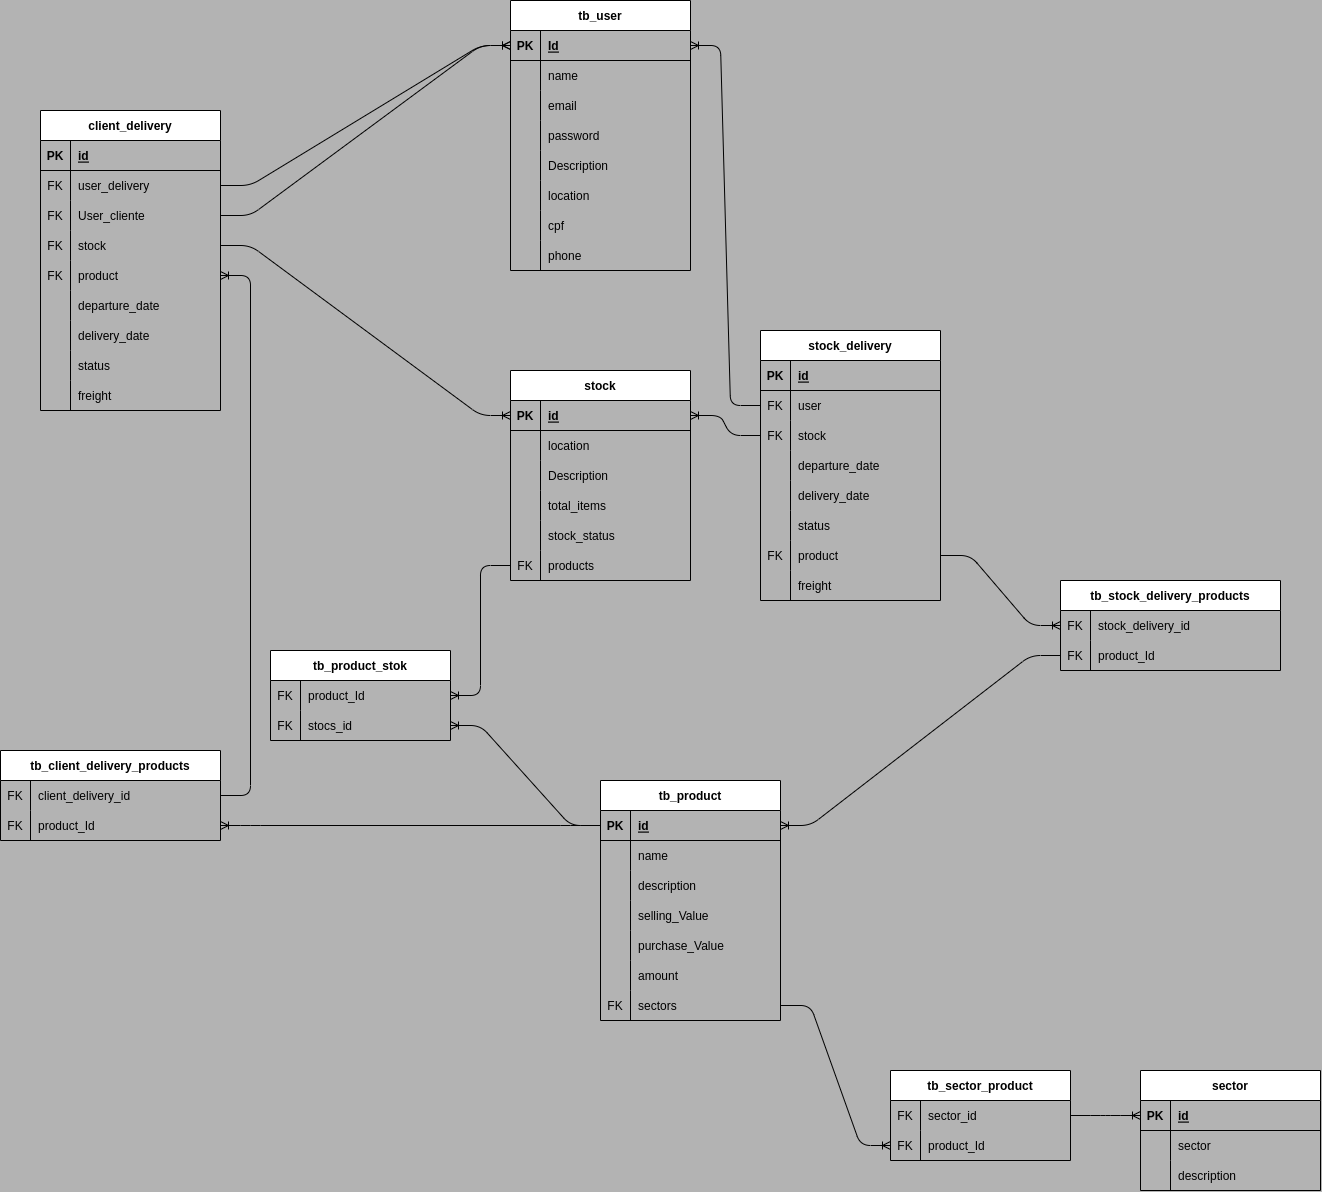 tb_user
PK Id
name
email
password
Description
location
cpf
phone
client_delivery
PK id
FK user_delivery
FK User_cliente
FK stock
FK product
departure_date
delivery_date
status
freight
stock
PK id
location
Description
total_items
stock_status
FK products
stock_delivery
PK id
FK user
FK stock
departure_date
delivery_date
status
FK product
freight
tb_stock_delivery_products
FK stock_delivery_id
FK product_Id
tb_product_stok
FK product_Id
FK stocs_id
tb_client_delivery_products
FK client_delivery_id
FK product_Id
tb_product
PK id
name
description
selling_Value
purchase_Value
amount
FK sectors
tb_sector_product
FK sector_id
FK product_Id
sector
PK id
sector
description